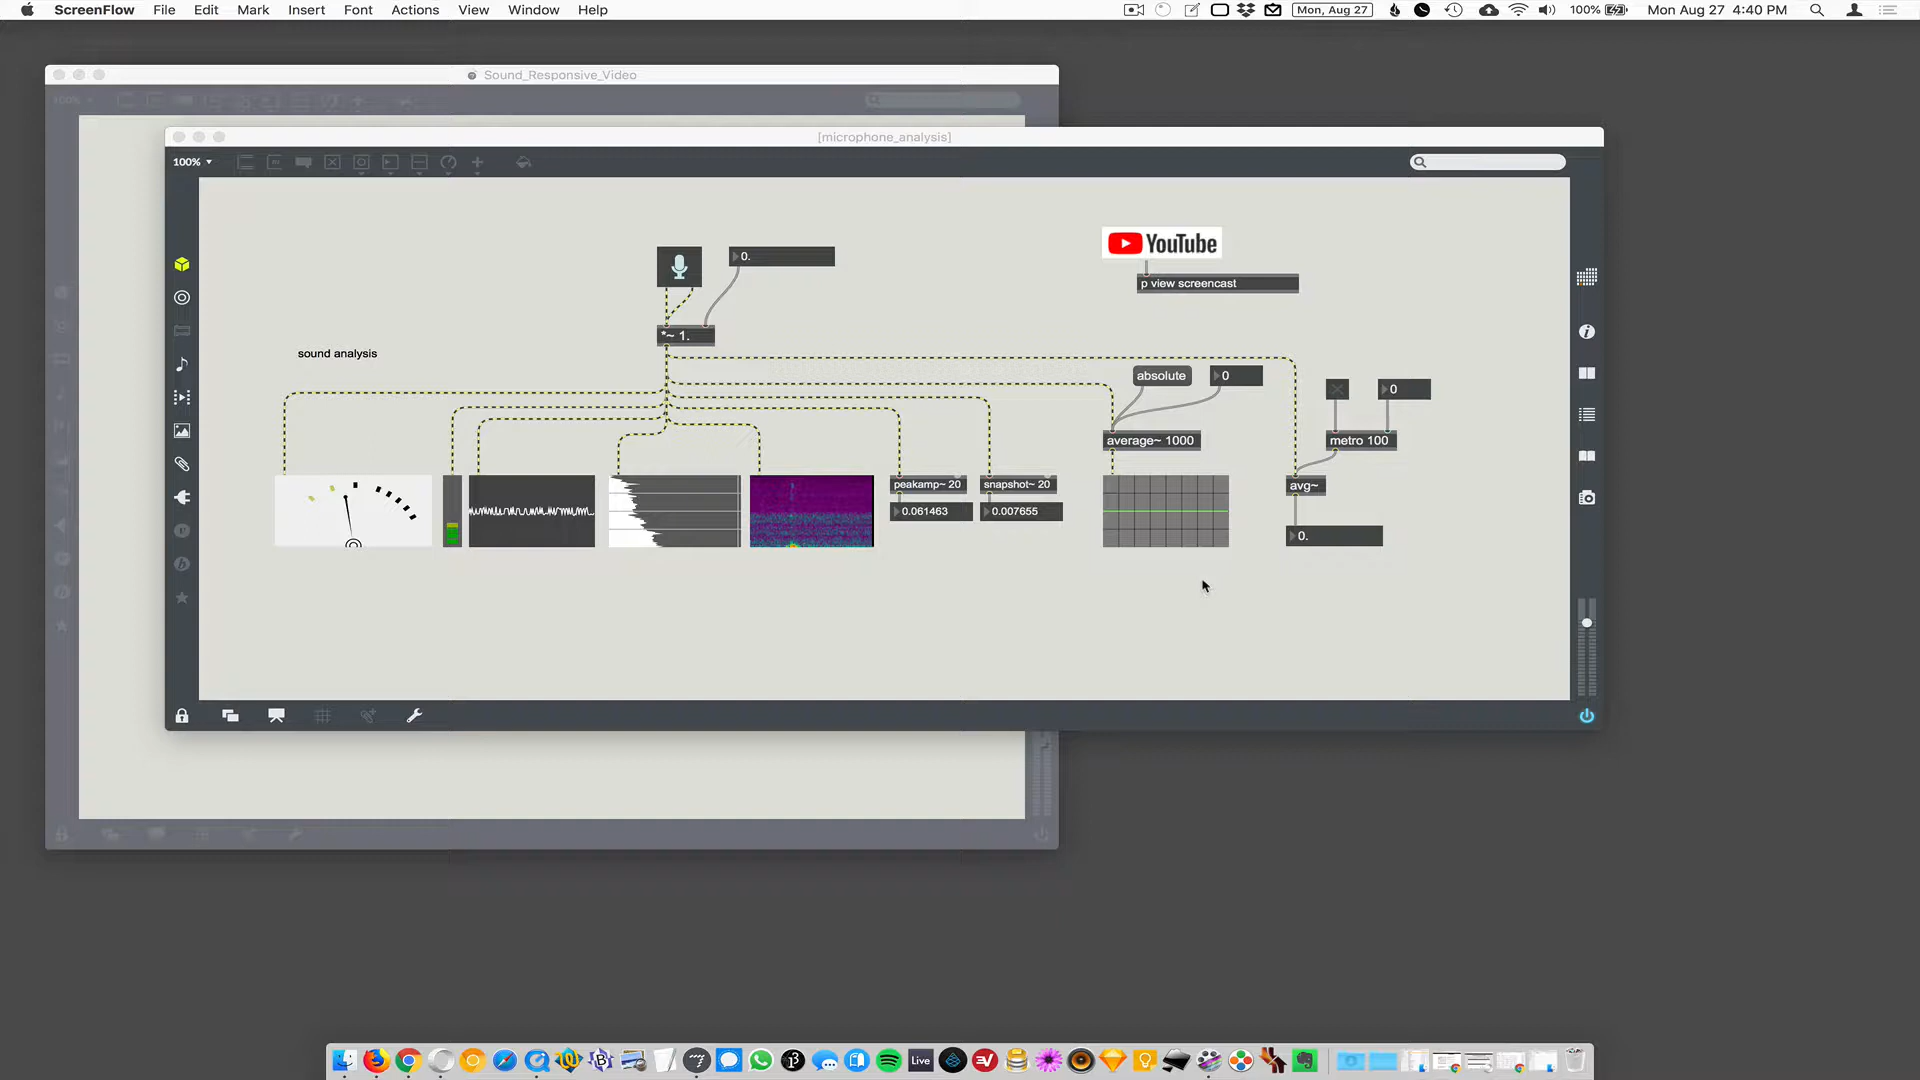 ScreenFlow File Edit Mark Insert Font Actions View Window Help Mon, Aug 27 100% Mon Aug 27 4:40 PM
Sound_Responsive_Video
100%
[microphone_analysis]
100%
YouTube
0.
p view screencast
*~ 1.
sound analysis
absolute
0
0
average~ 1000
metro 100
peakamp~ 20
snapshot~ 20
avg~
0.061463
0.007655
0.
Live